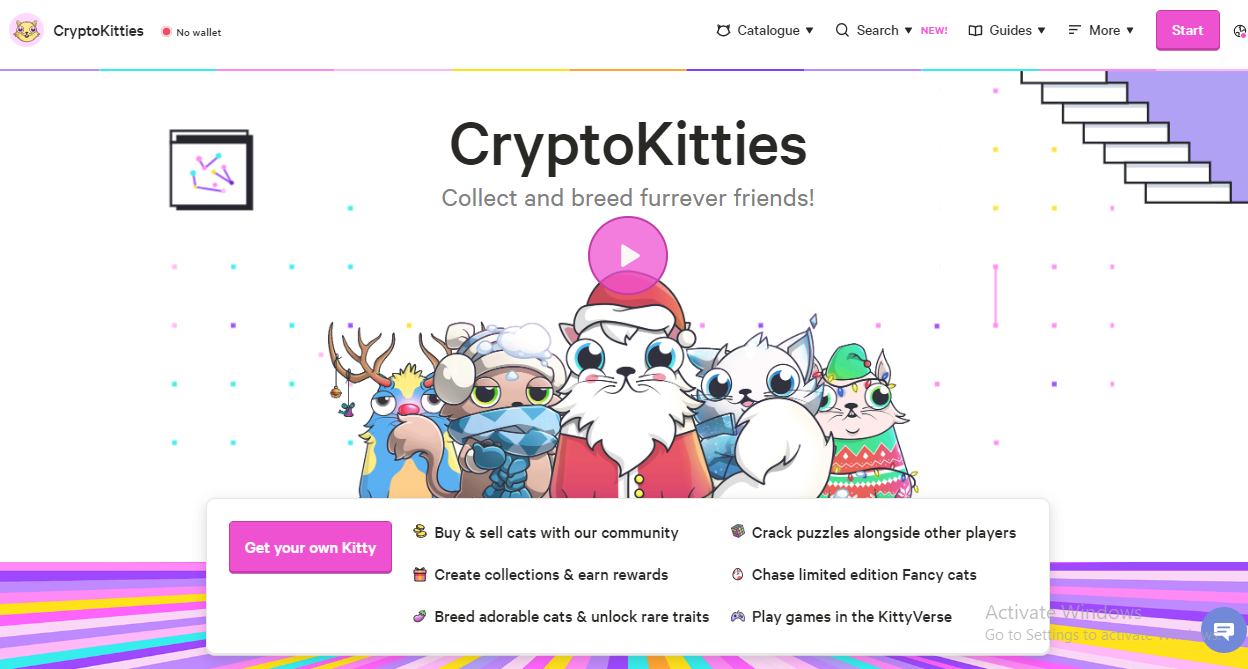 CryptoKitties
No wallet
Catalogue
Search
NEW!
Guides
More
Start
CryptoKitties
Collect and breed furrever friends!
Get your own Kitty
Buy & sell cats with our community
Crack puzzles alongside other players
Create collections & earn rewards
Chase limited edition Fancy cats
Breed adorable cats & unlock rare traits
Play games in the KittyVerse
Activate Windows
Go to Settings to activate Windows.